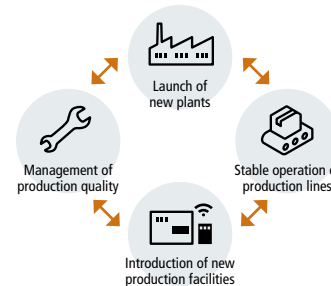 Launch of
new plants
Management of
production quality
Stable operation
production lines
Introduction of new
production facilities